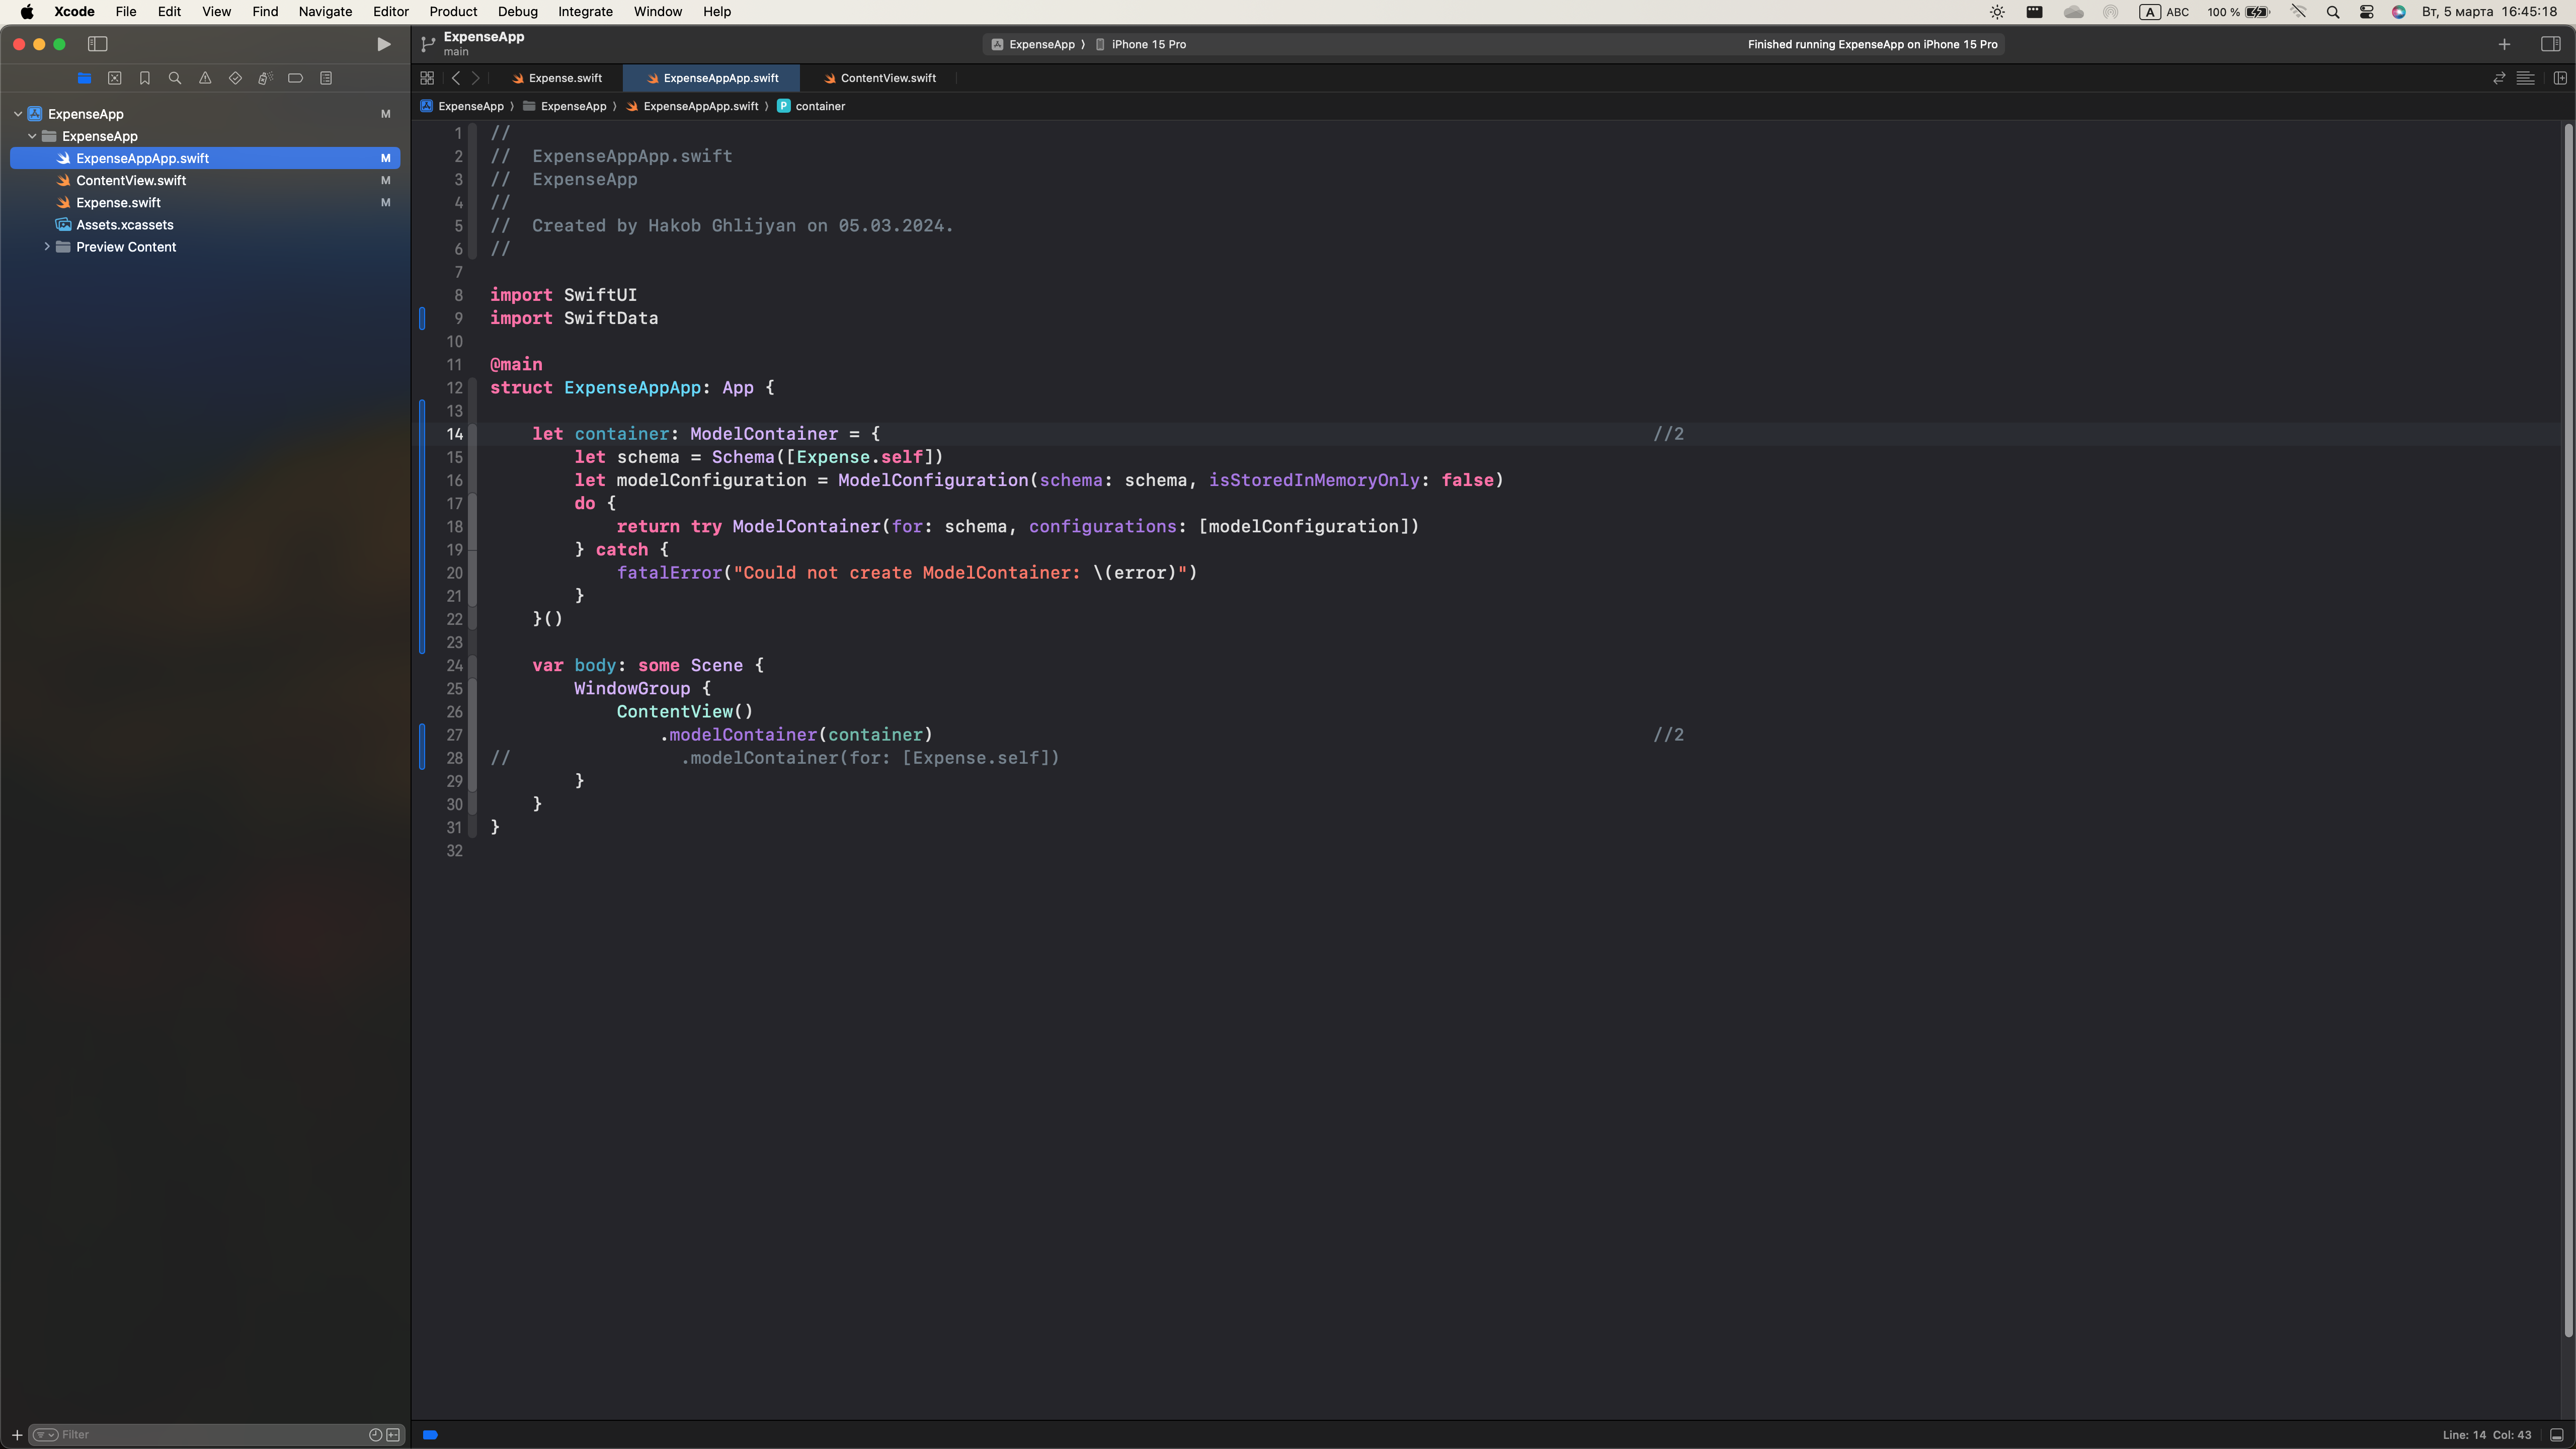 Xcode File Edit View Find Navigate Editor Product Debug Integrate Window Help A ABC 100 % Вт, 5 марта 16:45:18
ExpenseApp
main
ExpenseApp iPhone 15 Pro Finished running ExpenseApp on iPhone 15 Pro
Expense.swift ExpenseAppApp.swift ContentView.swift
ExpenseApp ExpenseApp ExpenseAppApp.swift P container
ExpenseApp M
ExpenseApp
ExpenseAppApp.swift M
ContentView.swift M
Expense.swift M
Assets.xcassets
Preview Content
1 //
2 //  ExpenseAppApp.swift
3 //  ExpenseApp
4 //
5 //  Created by Hakob Ghlijyan on 05.03.2024.
6 //
7
8 import SwiftUI
9 import SwiftData
10
11 @main
12 struct ExpenseAppApp: App {
13
14     let container: ModelContainer = { //2
15         let schema = Schema([Expense.self])
16         let modelConfiguration = ModelConfiguration(schema: schema, isStoredInMemoryOnly: false)
17         do {
18             return try ModelContainer(for: schema, configurations: [modelConfiguration])
19         } catch {
20             fatalError("Could not create ModelContainer: \(error)")
21         }
22     }()
23
24     var body: some Scene {
25         WindowGroup {
26             ContentView()
27                 .modelContainer(container) //2
28 //                .modelContainer(for: [Expense.self])
29         }
30     }
31 }
32
Filter
Line: 14 Col: 43